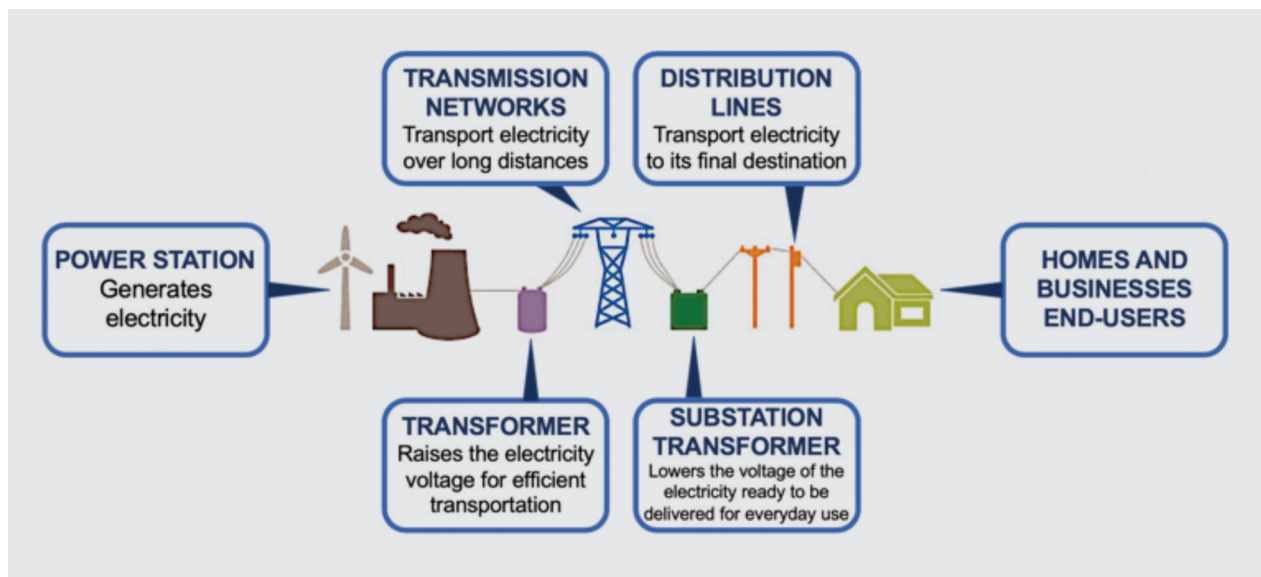 POWER STATION
Generates
electricity
TRANSMISSION
NETWORKS
Transport electricity
over long distances
TRANSFORMER
Raises the electricity
voltage for efficient
transportation
DISTRIBUTION
LINES
Transport electricity
to its final destination
SUBSTATION
TRANSFORMER
Lowers the voltage of the
electricity ready to be
delivered for everyday use
HOMES AND
BUSINESSES
END-USERS